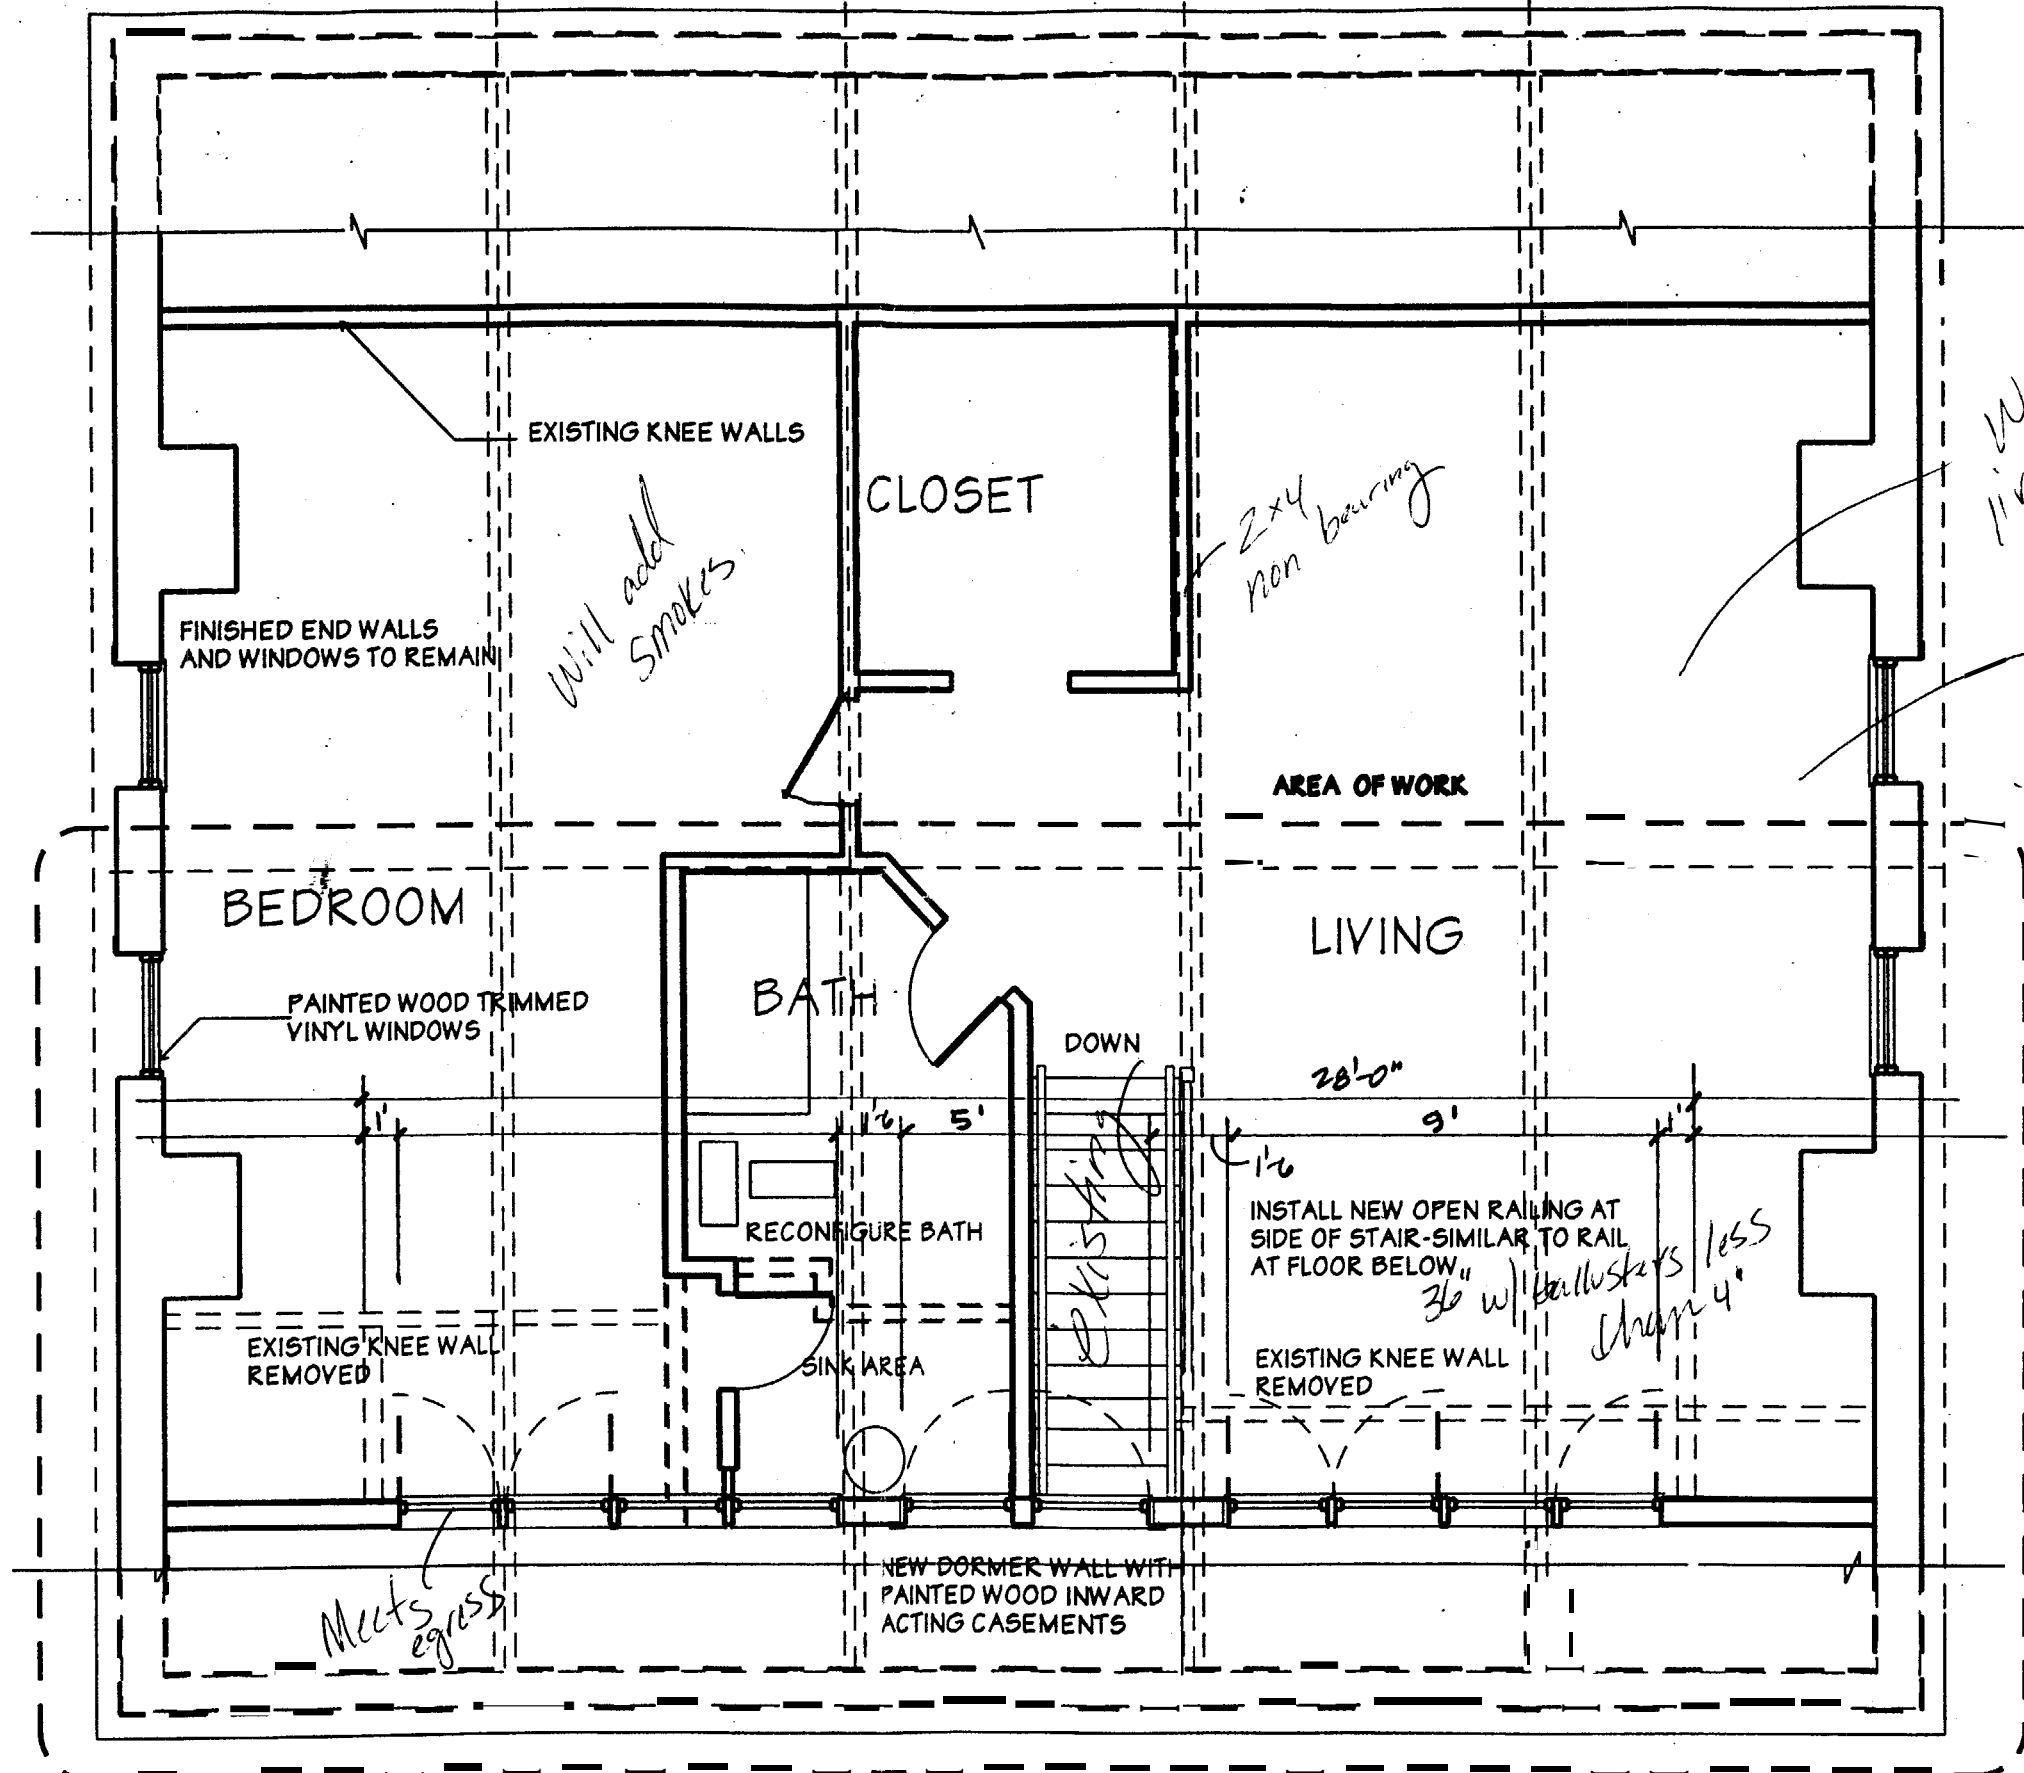 EXISTING KNEE WALLS
CLOSET
2x4
non bearing
Will add
smokes.
FINISHED END WALLS
AND WINDOWS TO REMAIN
AREA OF WORK
BEDROOM
LIVING
BATH
PAINTED WOOD TRIMMED
VINYL WINDOWS
DOWN
28'-0"
1'
1'6
5'
9'
1'
1'6
existing
RECONFIGURE BATH
INSTALL NEW OPEN RAILING AT
SIDE OF STAIR-SIMILAR TO RAIL
AT FLOOR BELOW
36" w/ ballusters less
than 4"
EXISTING KNEE WALL
REMOVED
SINK AREA
EXISTING KNEE WALL
REMOVED
NEW DORMER WALL WITH
PAINTED WOOD INWARD
ACTING CASEMENTS
Meets
egress